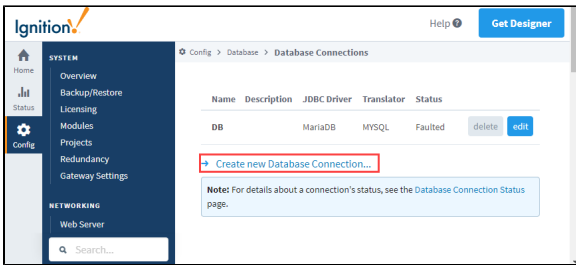 Ignition!
Help ?
Get Designer
Home
Status
Config
SYSTEM
Overview
Backup/Restore
Licensing
Modules
Projects
Redundancy
Gateway Settings
NETWORKING
Web Server
Search...
Config > Database > Database Connections
Name Description JDBC Driver Translator Status
DB MariaDB MYSQL Faulted delete edit
→ Create new Database Connection...
Note: For details about a connection's status, see the Database Connection Status
page.